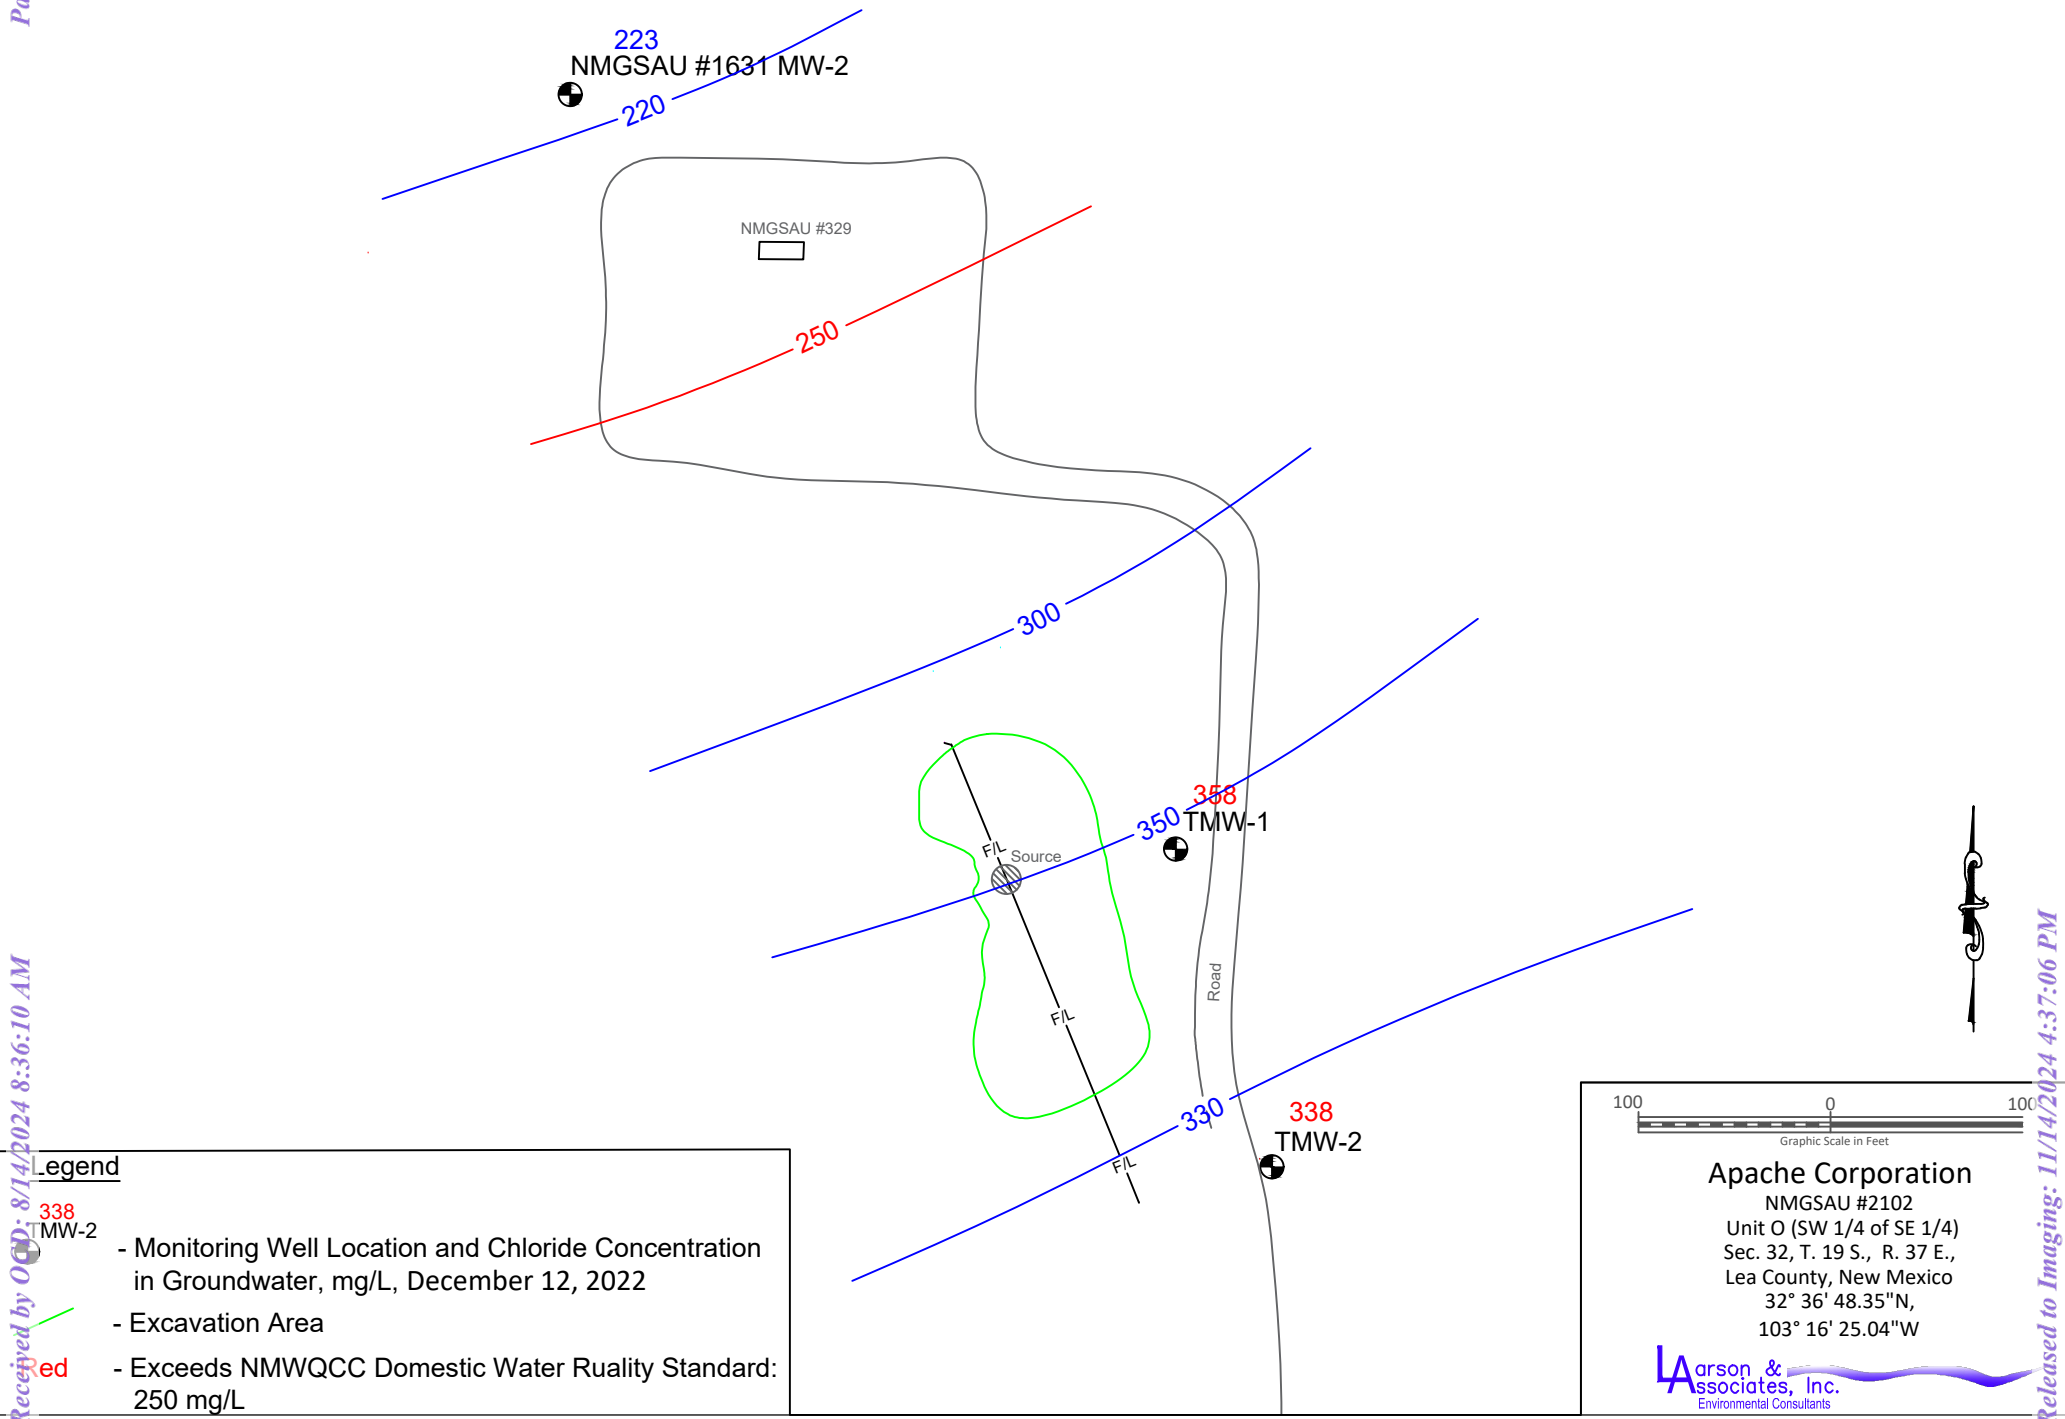 Pa
223
NMGSAU #1631 MW-2
220
NMGSAU #329
250
300
358
350
TMW-1
F/L
Source
F/L
Road
330
338
TMW-2
F/L
Legend
338
TMW-2
- Monitoring Well Location and Chloride Concentration
in Groundwater, mg/L, December 12, 2022
- Excavation Area
Red - Exceeds NMWQCC Domestic Water Ruality Standard:
250 mg/L
100 0 100
Graphic Scale in Feet
Apache Corporation
NMGSAU #2102
Unit O (SW 1/4 of SE 1/4)
Sec. 32, T. 19 S., R. 37 E.,
Lea County, New Mexico
32° 36' 48.35"N,
103° 16' 25.04"W
Larson &
Associates, Inc.
Environmental Consultants
Received by OCD: 8/14/2024 8:36:10 AM
Released to Imaging: 11/14/2024 4:37:06 PM